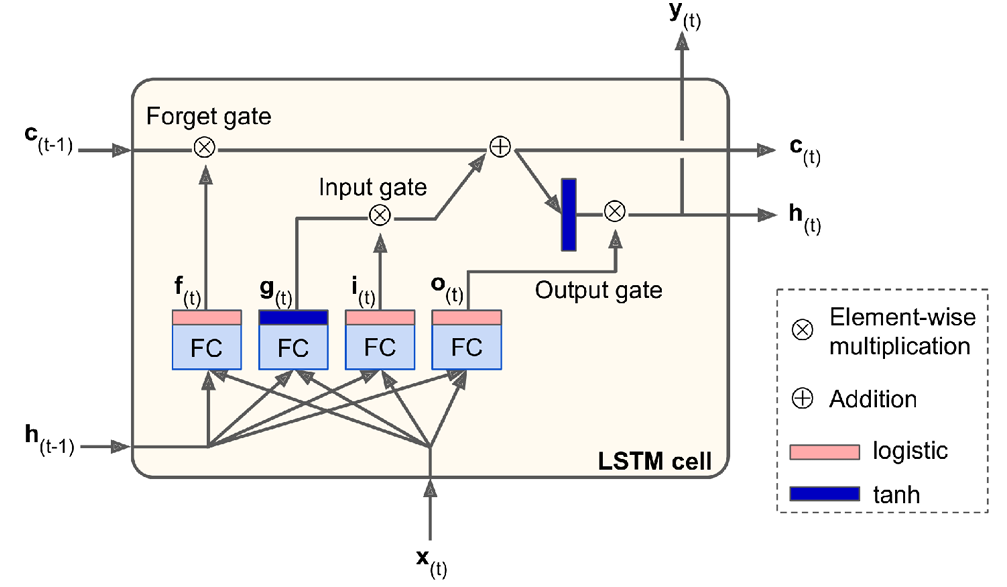 y(t)
Forget gate
c(t-1)
c(t)
Input gate
h(t)
f(t)
g(t)
i(t)
o(t)
Output gate
FC
FC
FC
FC
h(t-1)
LSTM cell
x(t)
Element-wise
multiplication
Addition
logistic
tanh